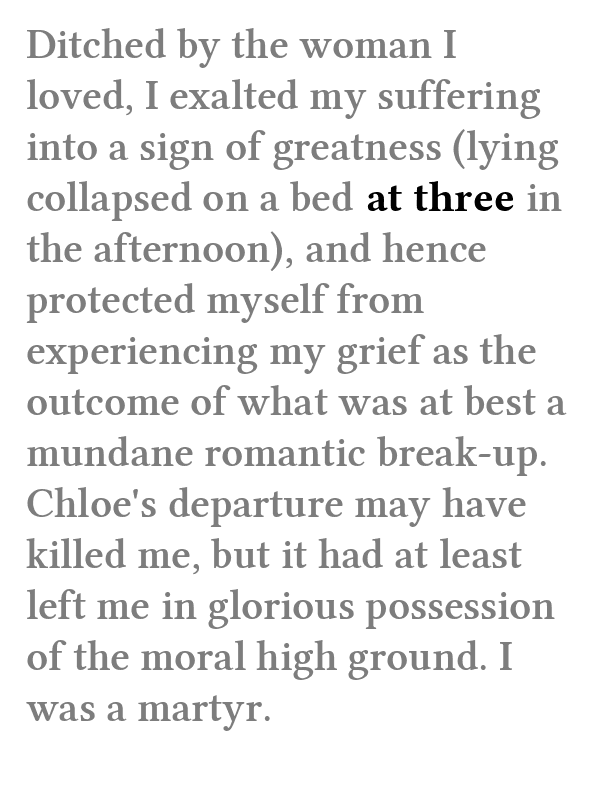 Ditched by the woman I
loved, I exalted my suffering
into a sign of greatness (lying
collapsed on a bed at three in
the afternoon), and hence
protected myself from
experiencing my grief as the
outcome of what was at best a
mundane romantic break-up.
Chloe's departure may have
killed me, but it had at least
left me in glorious possession
of the moral high ground. I
was a martyr.